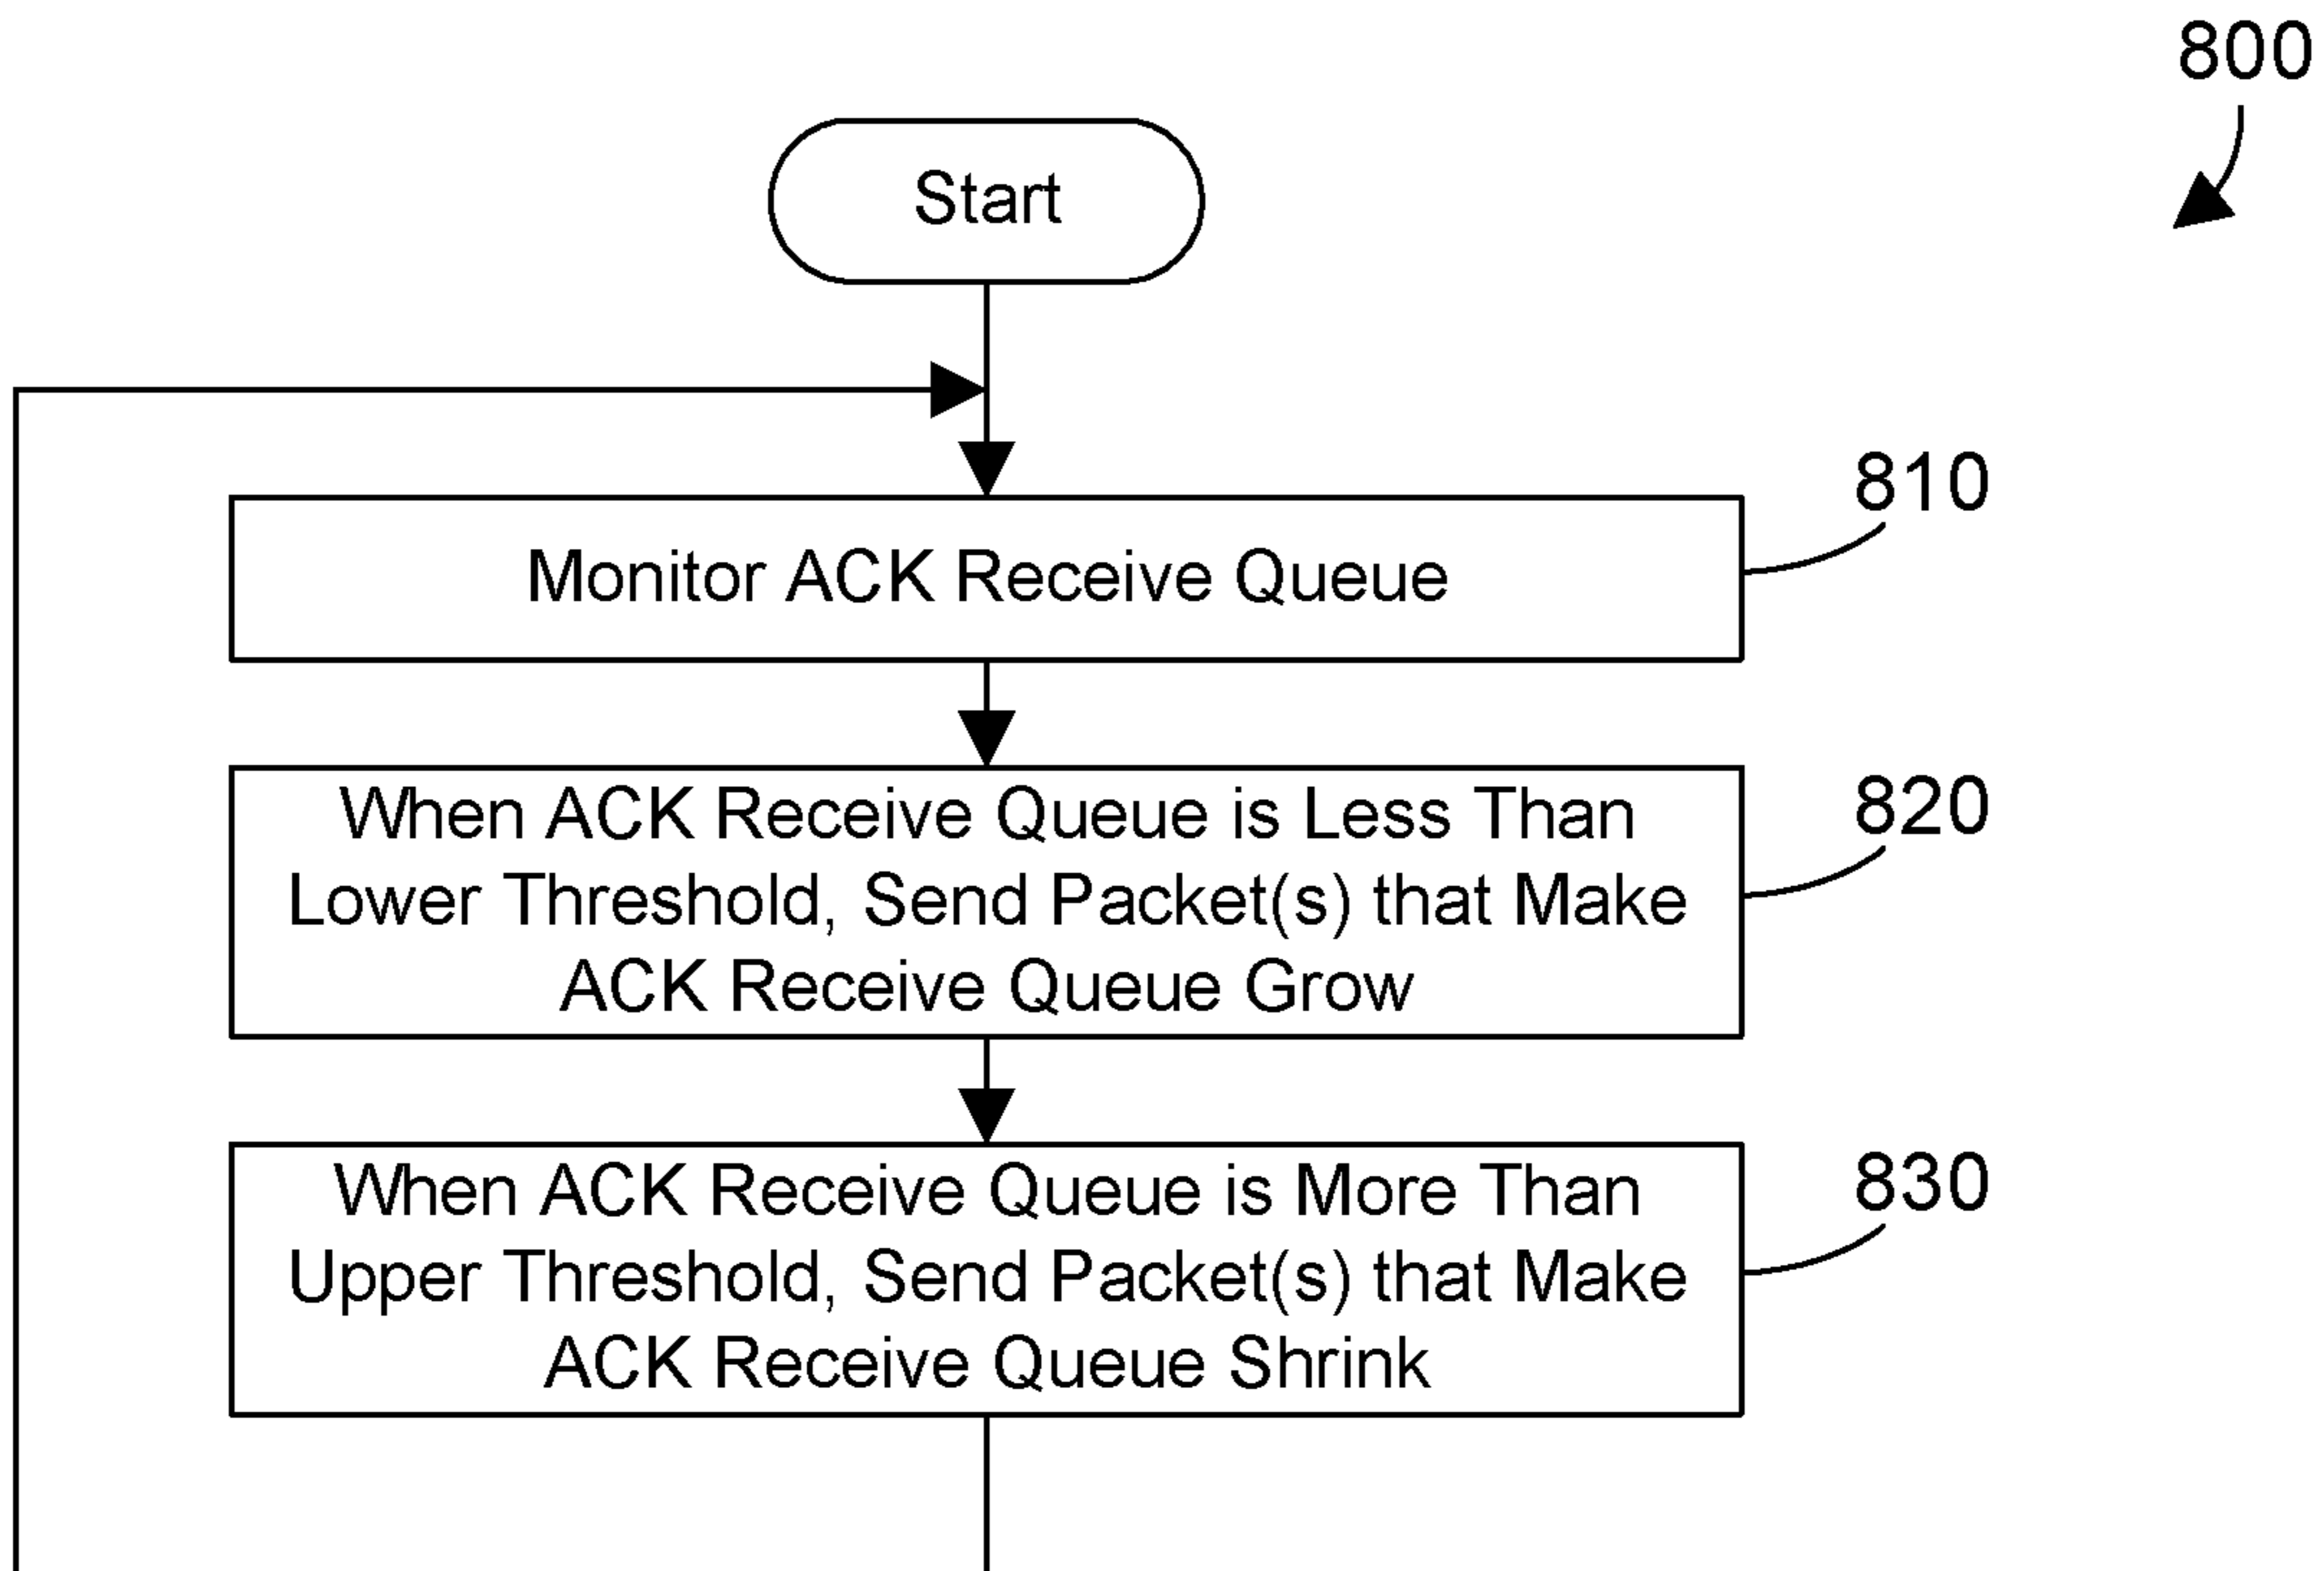 800
Start
810
Monitor ACK Receive Queue
820
When ACK Receive Queue is Less Than
Lower Threshold, Send Packet(s) that Make
ACK Receive Queue Grow
830
When ACK Receive Queue is More Than
Upper Threshold, Send Packet(s) that Make
ACK Receive Queue Shrink